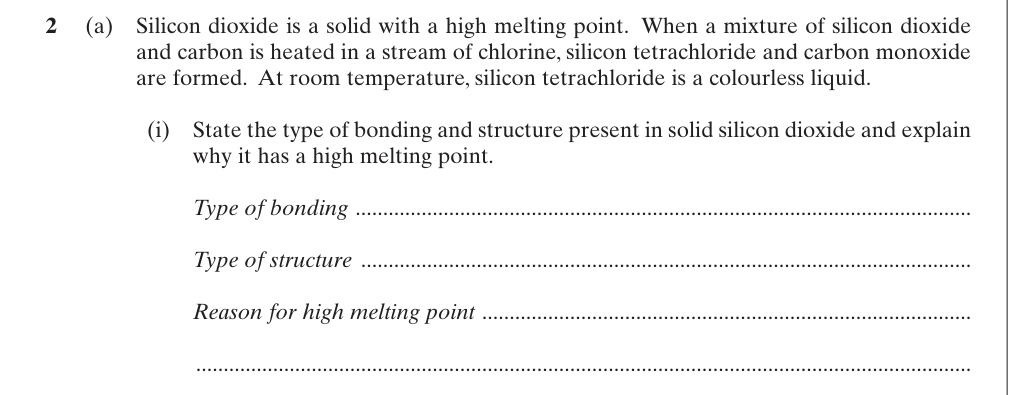 2 (a) Silicon dioxide is a solid with a high melting point. When a mixture of silicon dioxide
and carbon is heated in a stream of chlorine, silicon tetrachloride and carbon monoxide
are formed. At room temperature, silicon tetrachloride is a colourless liquid.
(i) State the type of bonding and structure present in solid silicon dioxide and explain
why it has a high melting point.
Type of bonding ..............................................................................................................
Type of structure .............................................................................................................
Reason for high melting point .......................................................................................
...........................................................................................................................................